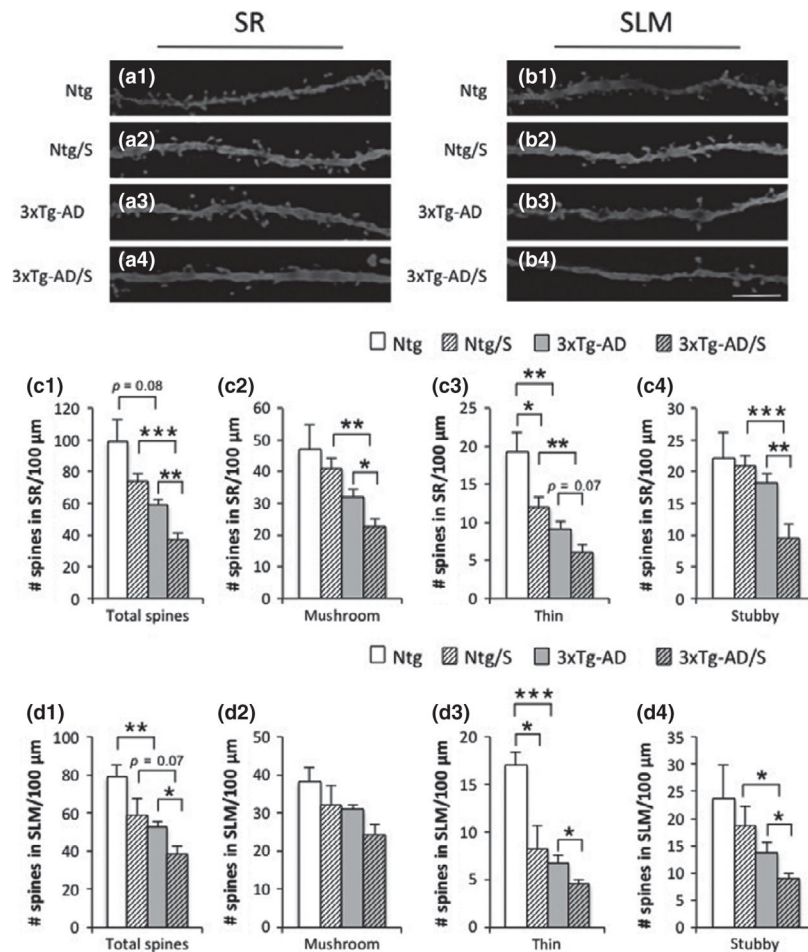 SR SLM
Ntg (a1) (b1) Ntg
Ntg/S (a2) (b2) Ntg/S
3xTg-AD (a3) (b3) 3xTg-AD
3xTg-AD/S (a4) (b4) 3xTg-AD/S
Ntg Ntg/S 3xTg-AD 3xTg-AD/S
(c1)
# spines in SR/100 µm
120
100
80
60
40
20
0
p = 0.08
***
**
Total spines
(c2)
# spines in SR/100 µm
60
50
40
30
20
10
0
**
*
Mushroom
(c3)
# spines in SR/100 µm
25
20
15
10
5
0
**
*
**
p = 0.07
Thin
(c4)
# spines in SR/100 µm
30
25
20
15
10
5
0
***
**
Stubby
Ntg Ntg/S 3xTg-AD 3xTg-AD/S
(d1)
# spines in SLM/100 µm
100
80
60
40
20
0
**
p = 0.07
*
Total spines
(d2)
# spines in SLM/100 µm
50
40
30
20
10
0
Mushroom
(d3)
# spines in SLM/100 µm
20
15
10
5
0
***
*
*
Thin
(d4)
# spines in SLM/100 µm
35
30
25
20
15
10
5
0
*
*
Stubby